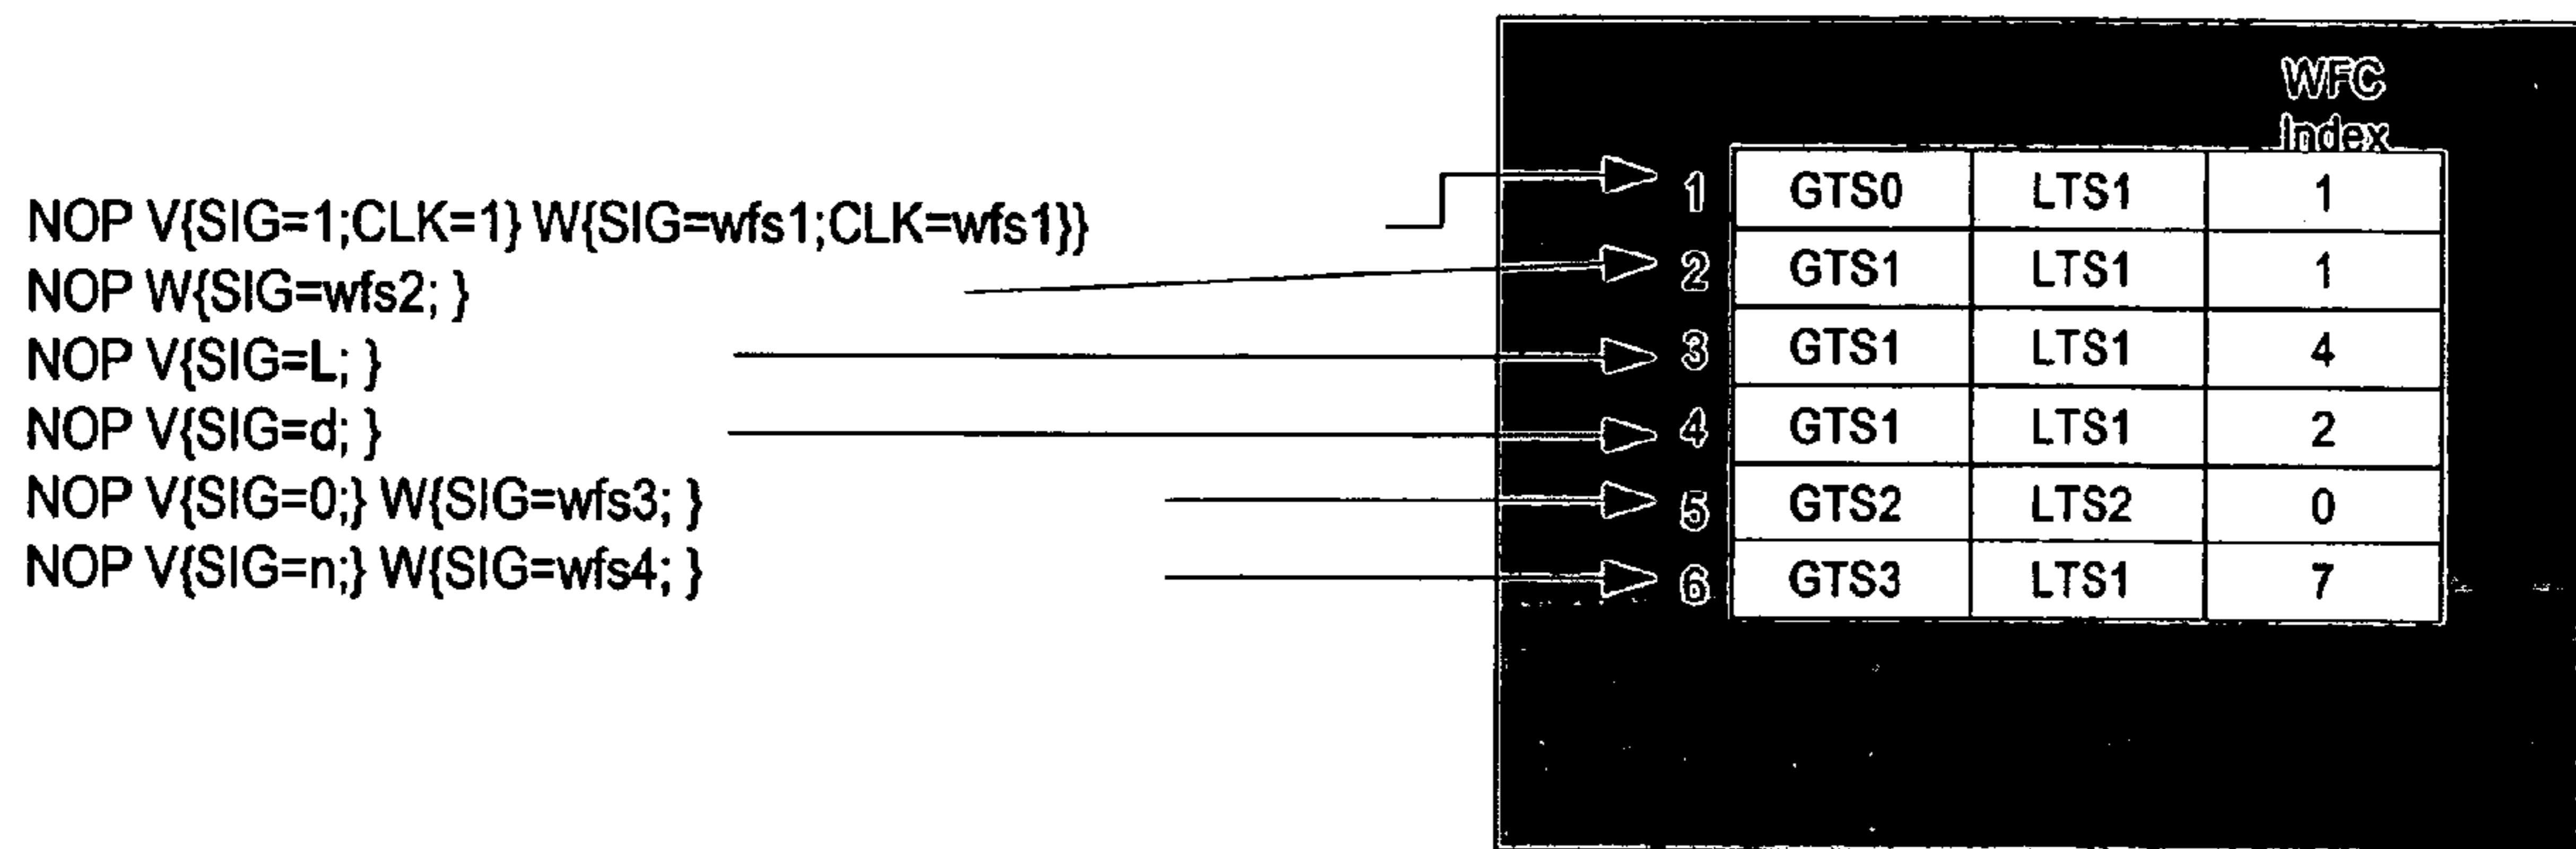 NOP V{SIG=1;CLK=1} W{SIG=wfs1;CLK=wfs1}}
NOP W{SIG=wfs2; }
NOP V{SIG=L; }
NOP V{SIG=d; }
NOP V{SIG=0;} W{SIG=wfs3; }
NOP V{SIG=n;} W{SIG=wfs4; }
WFC
Index
1 GTS0 LTS1 1
2 GTS1 LTS1 1
3 GTS1 LTS1 4
4 GTS1 LTS1 2
5 GTS2 LTS2 0
6 GTS3 LTS1 7